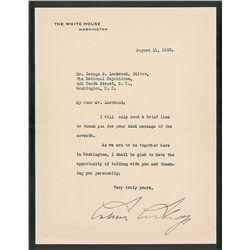 THE WHITE HOUSE
WASHINGTON
August 11, 1923.
Mr. George B. Lockwood, Editor,
The National Republican,
425 Tenth Street, N. W.,
Washington, D. C.
My dear Mr. Lockwood:
I will only send a brief line
to thank you for your kind message of the
seventh.
As we are to be together here
in Washington, I shall be glad to have the
opportunity of talking with you and thank-
ing you personally.
Very truly yours,
Calvin Coolidge